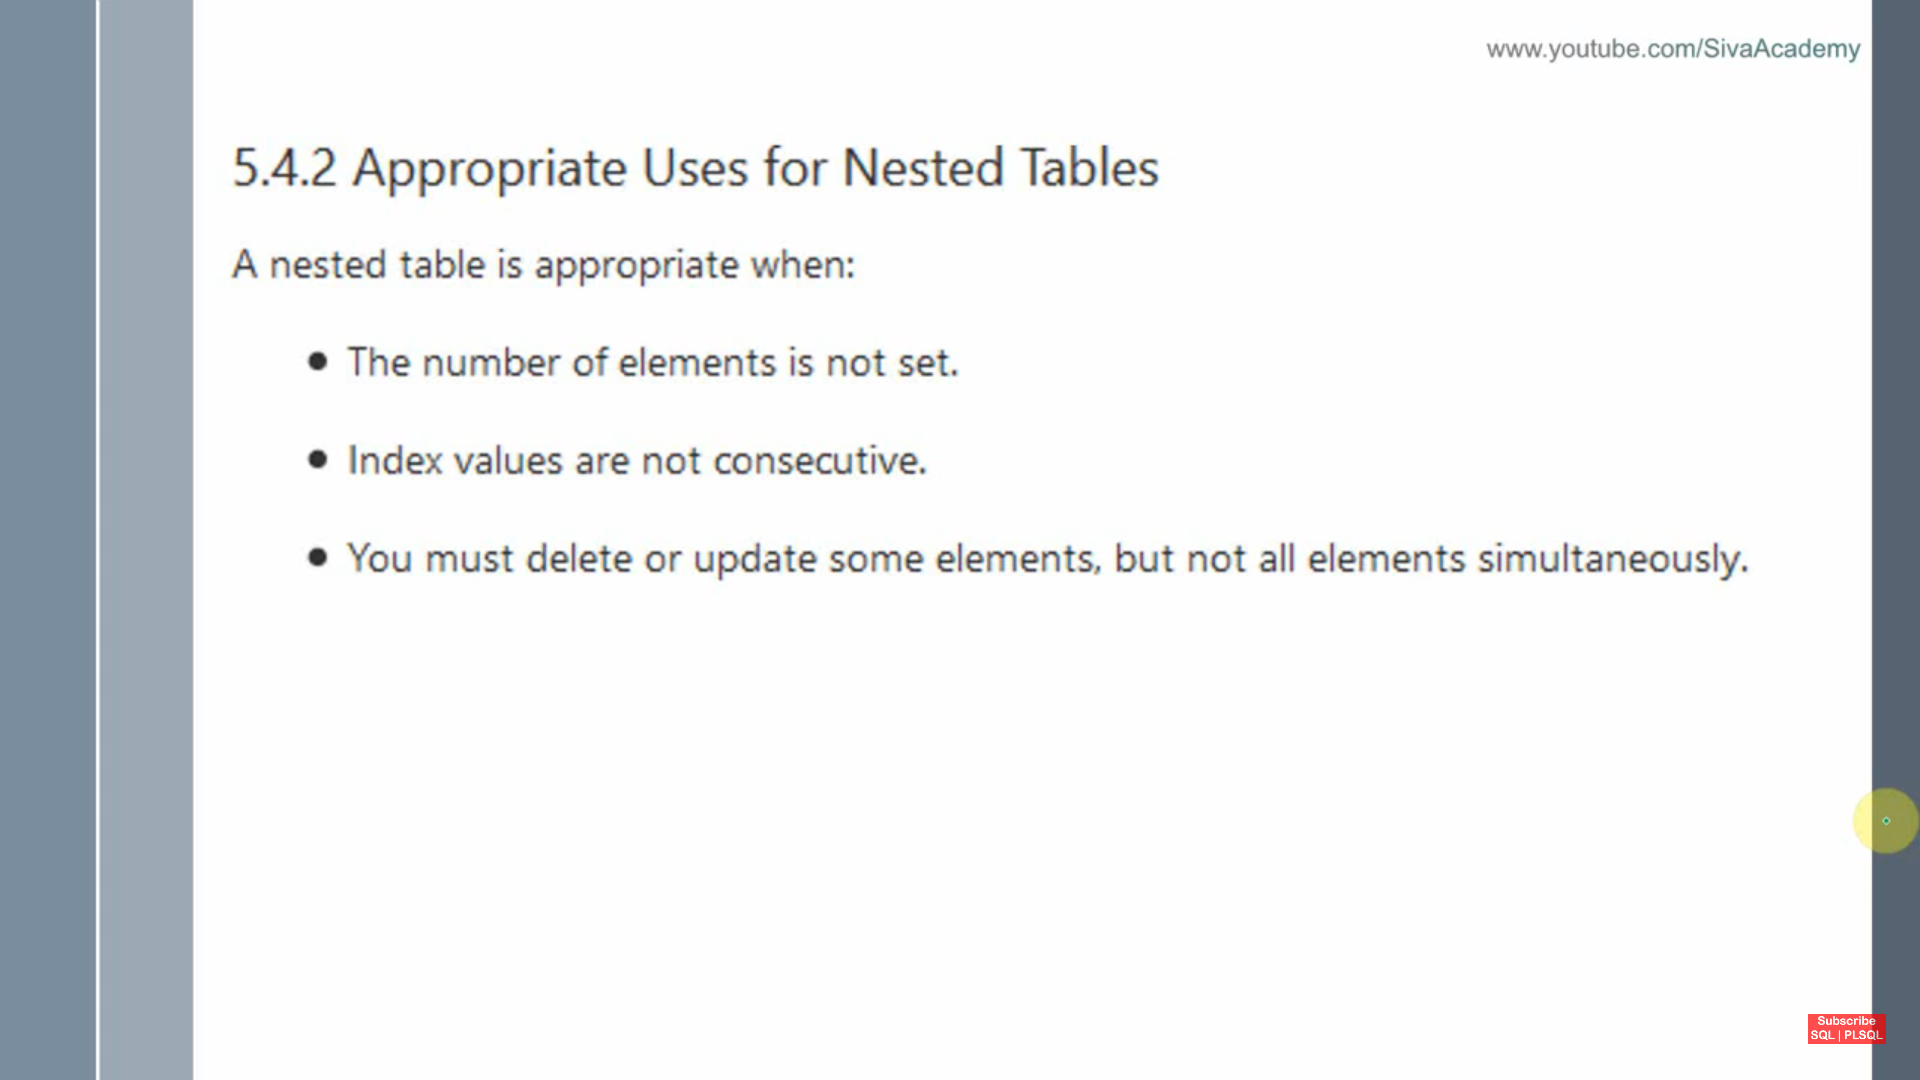 www.youtube.com/SivaAcademy
5.4.2 Appropriate Uses for Nested Tables
A nested table is appropriate when:
● The number of elements is not set.
● Index values are not consecutive.
● You must delete or update some elements, but not all elements simultaneously.
Subscribe
SQL | PLSQL